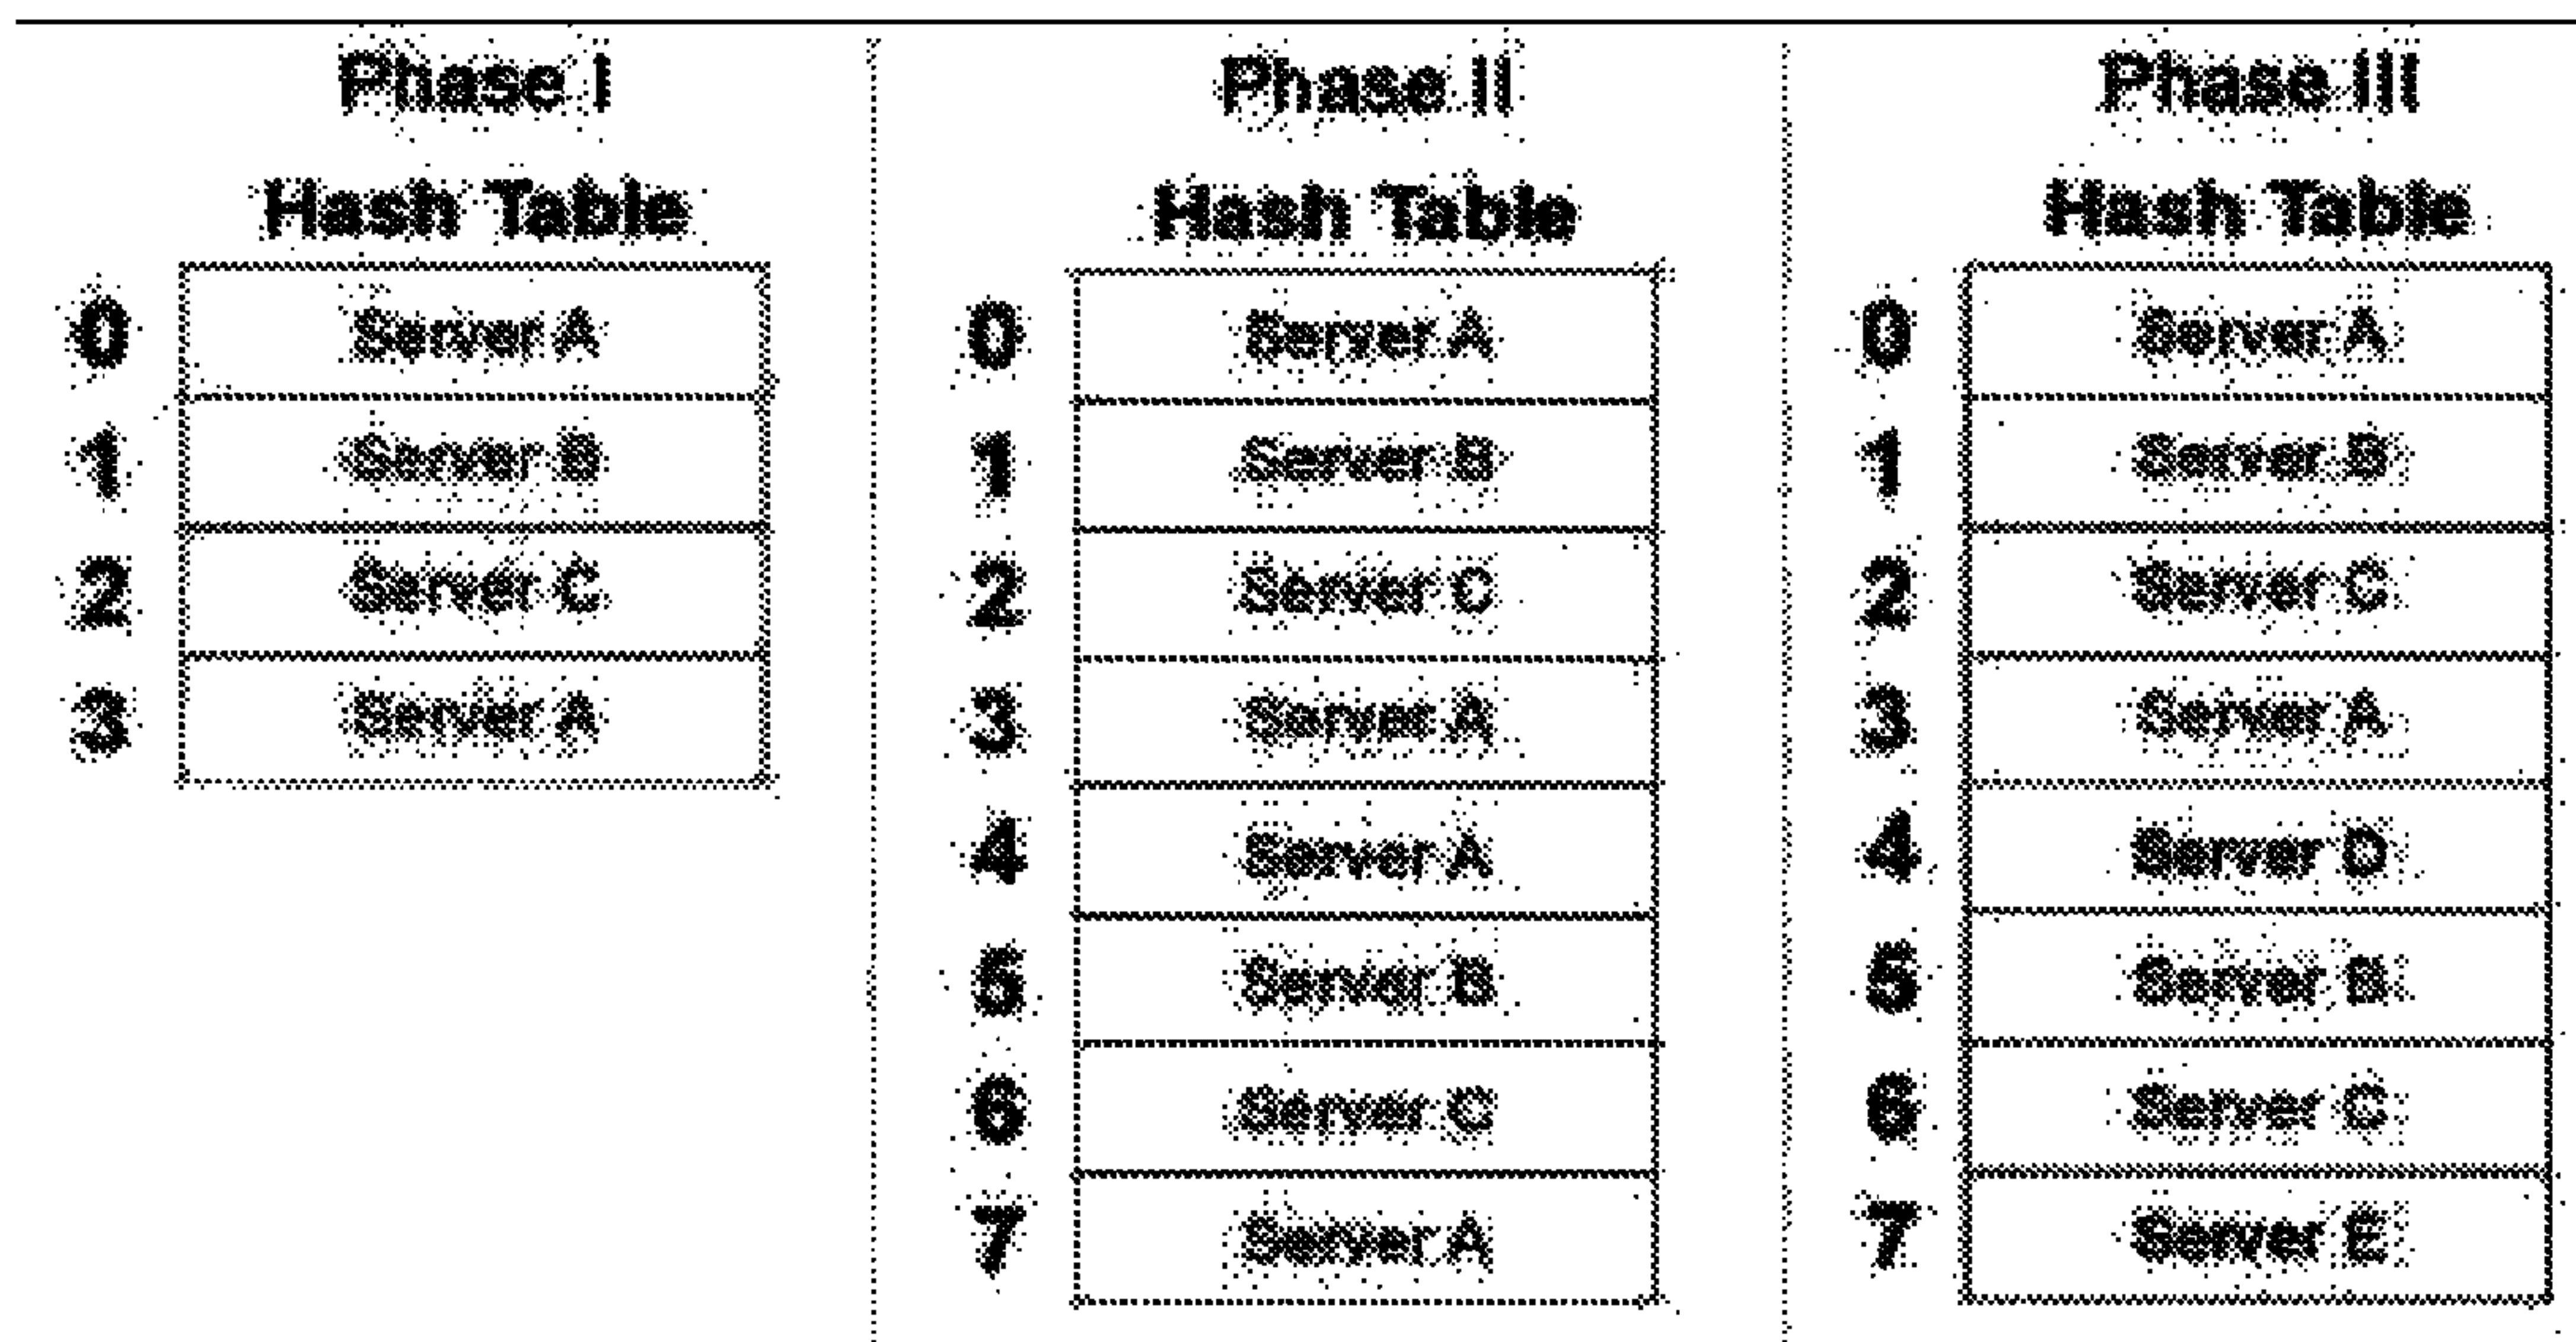 Phase I
Hash Table
0 Server A
1 Server B
2 Server C
3 Server A
Phase II
Hash Table
0 Server A
1 Server B
2 Server C
3 Server A
4 Server A
5 Server B
6 Server C
7 Server A
Phase III
Hash Table
0 Server A
1 Server B
2 Server C
3 Server A
4 Server D
5 Server B
6 Server C
7 Server E